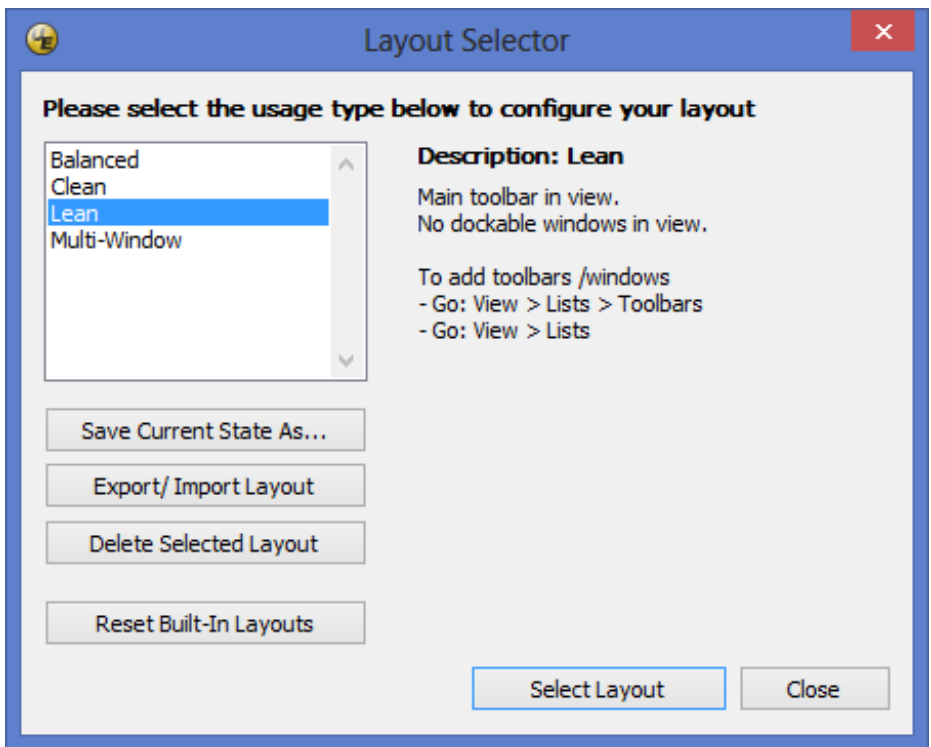 Layout Selector
Please select the usage type below to configure your layout
Balanced
Clean
Lean
Multi-Window
Description: Lean
Main toolbar in view.
No dockable windows in view.
To add toolbars /windows
- Go: View > Lists > Toolbars
- Go: View > Lists
Save Current State As...
Export/ Import Layout
Delete Selected Layout
Reset Built-In Layouts
Select Layout
Close